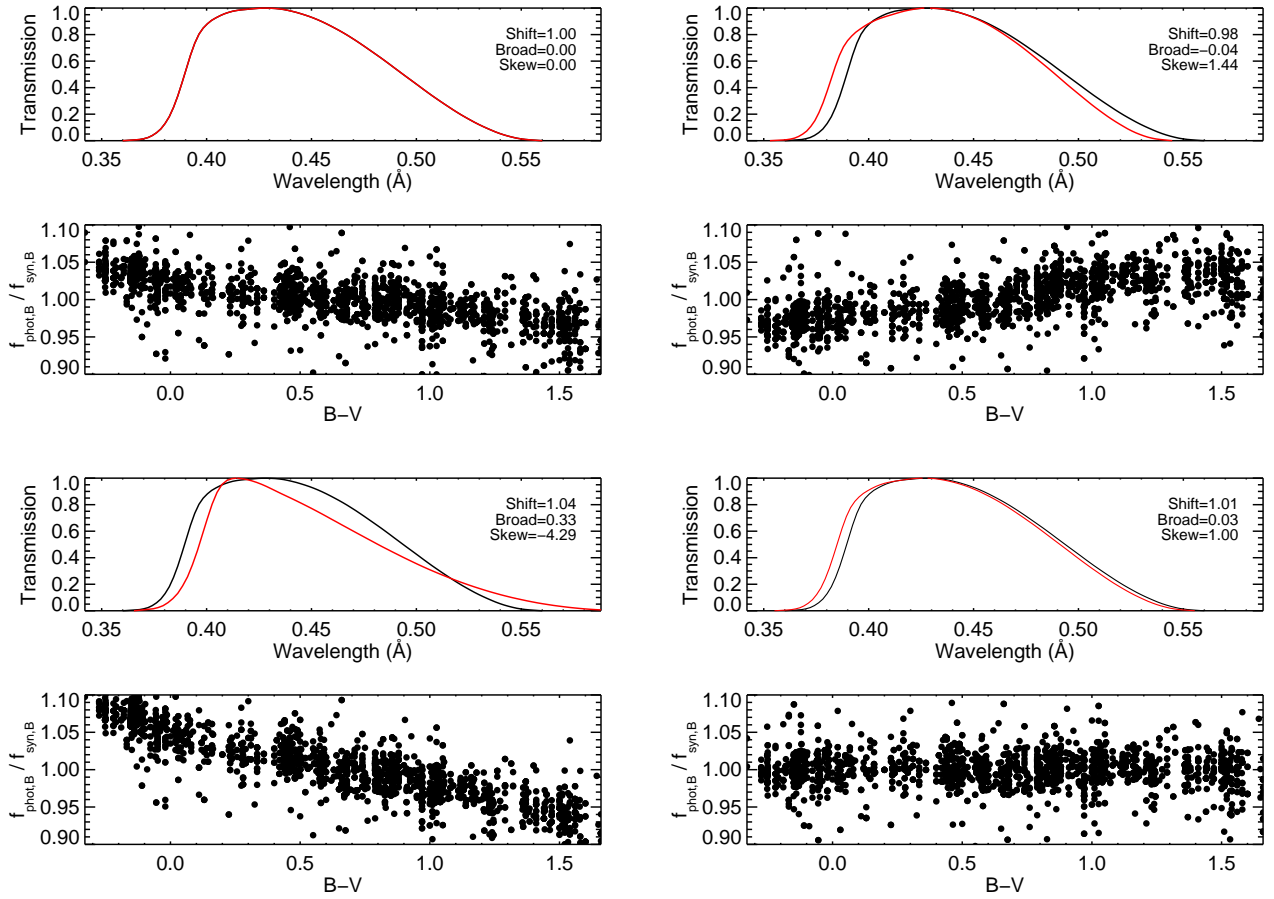 Transmission
1.0
0.8
0.6
0.4
0.2
0.0
Shift=1.00
Broad=0.00
Skew=0.00
0.35 0.40 0.45 0.50 0.55
Wavelength (Å)
Transmission
1.0
0.8
0.6
0.4
0.2
0.0
Shift=0.98
Broad=−0.04
Skew=1.44
0.35 0.40 0.45 0.50 0.55
Wavelength (Å)
f_phot,B / f_syn,B
1.10
1.05
1.00
0.95
0.90
0.0 0.5 1.0 1.5
B−V
f_phot,B / f_syn,B
1.10
1.05
1.00
0.95
0.90
0.0 0.5 1.0 1.5
B−V
Transmission
1.0
0.8
0.6
0.4
0.2
0.0
Shift=1.04
Broad=0.33
Skew=−4.29
0.35 0.40 0.45 0.50 0.55
Wavelength (Å)
Transmission
1.0
0.8
0.6
0.4
0.2
0.0
Shift=1.01
Broad=0.03
Skew=1.00
0.35 0.40 0.45 0.50 0.55
Wavelength (Å)
f_phot,B / f_syn,B
1.10
1.05
1.00
0.95
0.90
0.0 0.5 1.0 1.5
B−V
f_phot,B / f_syn,B
1.10
1.05
1.00
0.95
0.90
0.0 0.5 1.0 1.5
B−V